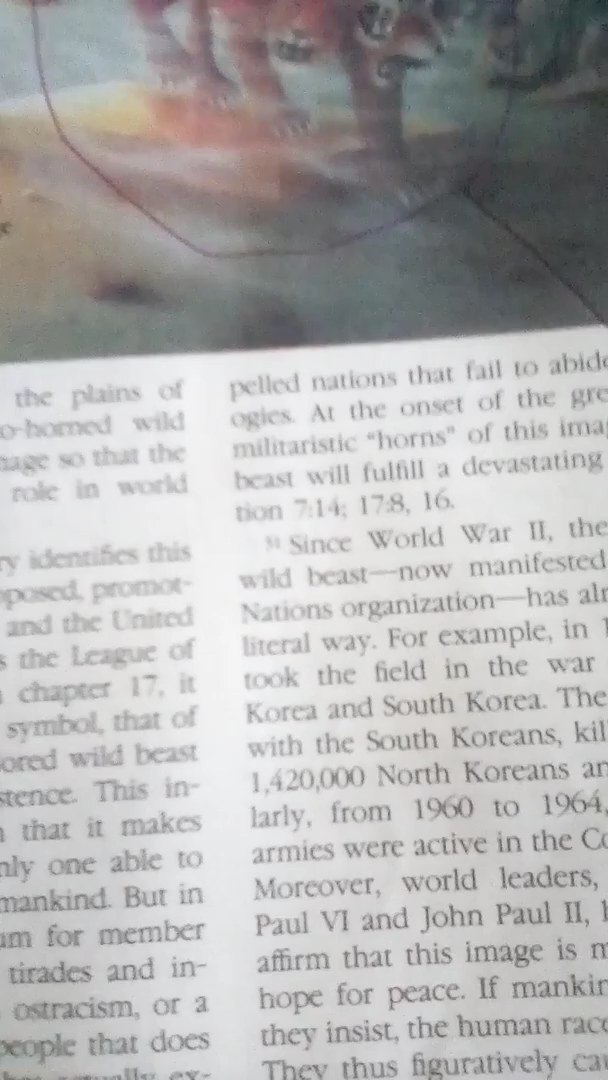 the plains of
o-horned wild
mage so that the
role in world
ry identifies this
posed, promot-
and the United
s the League of
chapter 17, it
symbol, that of
ored wild beast
stence. This in-
that it makes
nly one able to
mankind. But in
um for member
tirades and in-
ostracism, or a
people that does
pelled nations that fail to abide
ogies. At the onset of the gre
militaristic “horns” of this ima
beast will fulfill a devastating
tion 7:14; 17:8, 16.
Since World War II, the
wild beast—now manifested
Nations organization—has alr
literal way. For example, in 1
took the field in the war
Korea and South Korea. The
with the South Koreans, kil
1,420,000 North Koreans an
larly, from 1960 to 1964,
armies were active in the Co
Moreover, world leaders,
Paul VI and John Paul II, h
affirm that this image is m
hope for peace. If mankin
they insist, the human race
They thus figuratively cau